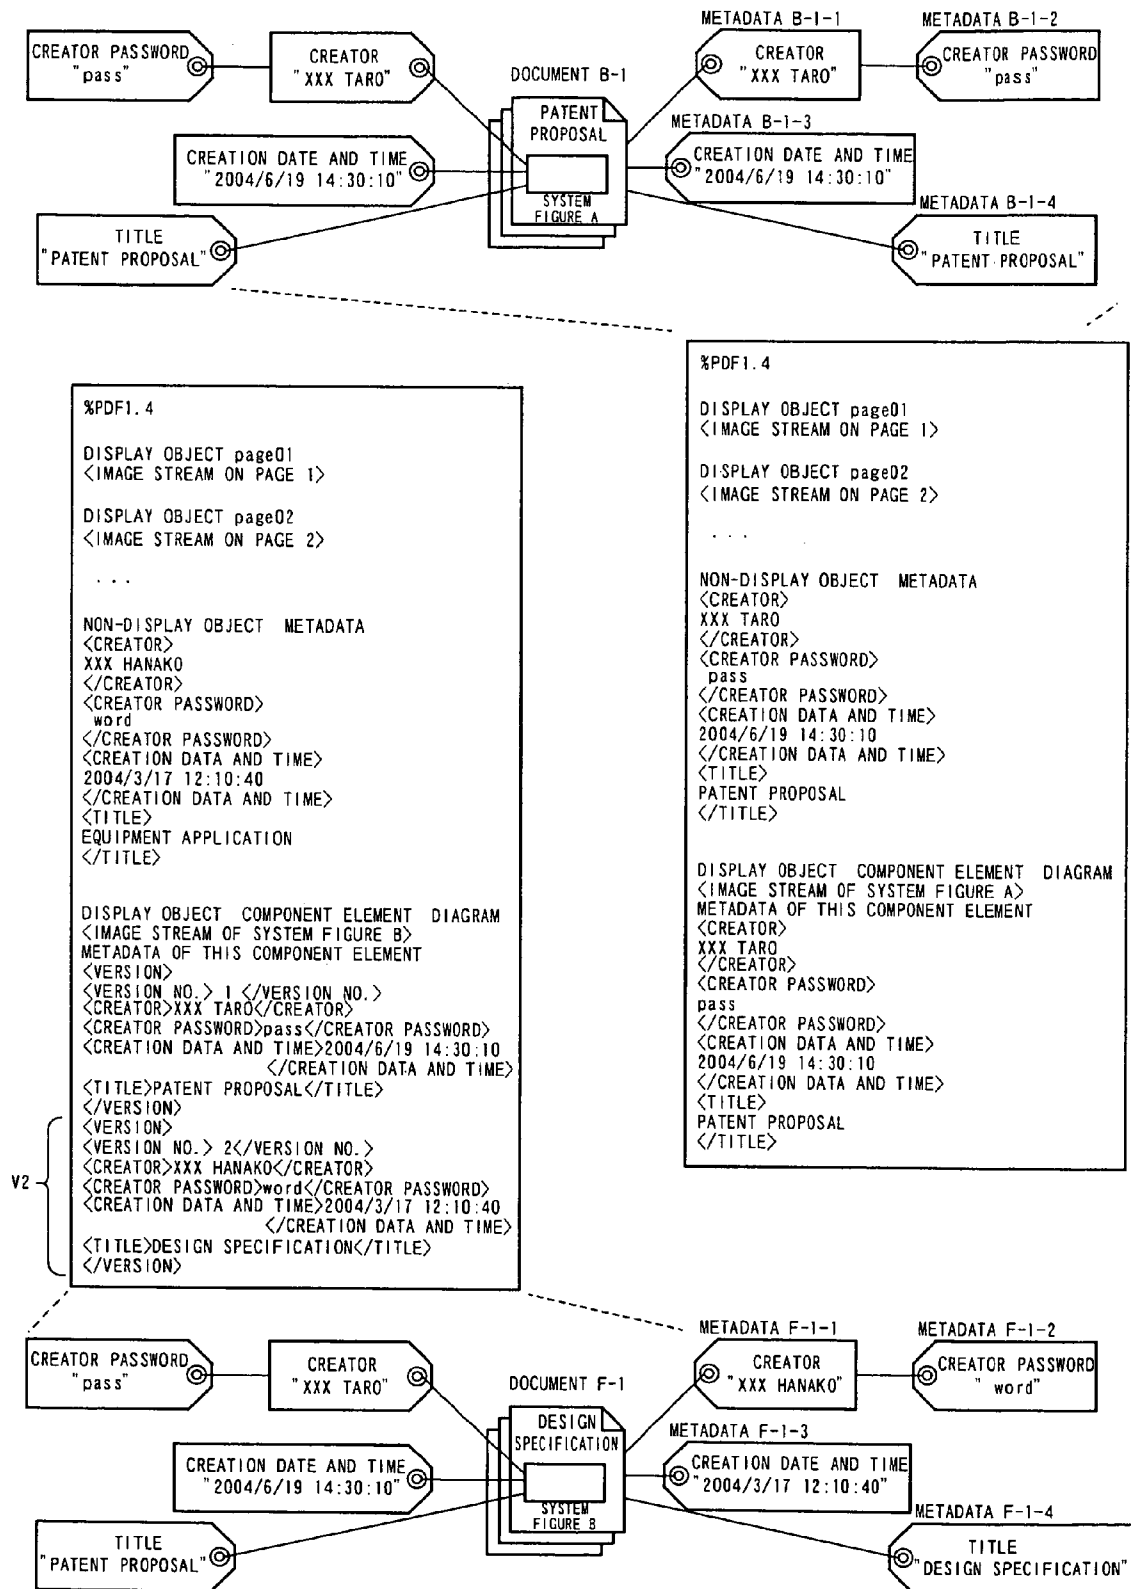 METADATA B-1-1
METADATA B-1-2
CREATOR PASSWORD
"pass"
CREATOR
"XXX TARO"
DOCUMENT B-1
CREATOR
"XXX TARO"
CREATOR PASSWORD
"pass"
PATENT
PROPOSAL
METADATA B-1-3
CREATION DATE AND TIME
"2004/6/19 14:30:10"
CREATION DATE AND TIME
"2004/6/19 14:30:10"
SYSTEM
FIGURE A
METADATA B-1-4
TITLE
"PATENT PROPOSAL"
TITLE
"PATENT PROPOSAL"
%PDF1.4
DISPLAY OBJECT page01
<IMAGE STREAM ON PAGE 1>
DISPLAY OBJECT page02
<IMAGE STREAM ON PAGE 2>
...
NON-DISPLAY OBJECT METADATA
<CREATOR>
XXX HANAKO
</CREATOR>
<CREATOR PASSWORD>
word
</CREATOR PASSWORD>
<CREATION DATA AND TIME>
2004/3/17 12:10:40
</CREATION DATA AND TIME>
<TITLE>
EQUIPMENT APPLICATION
</TITLE>
DISPLAY OBJECT COMPONENT ELEMENT DIAGRAM
<IMAGE STREAM OF SYSTEM FIGURE B>
METADATA OF THIS COMPONENT ELEMENT
<VERSION>
<VERSION NO.> 1 </VERSION NO.>
<CREATOR>XXX TARO</CREATOR>
<CREATOR PASSWORD>pass</CREATOR PASSWORD>
<CREATION DATA AND TIME>2004/6/19 14:30:10
</CREATION DATA AND TIME>
<TITLE>PATENT PROPOSAL</TITLE>
</VERSION>
<VERSION>
<VERSION NO.> 2</VERSION NO.>
<CREATOR>XXX HANAKO</CREATOR>
V2
<CREATOR PASSWORD>word</CREATOR PASSWORD>
<CREATION DATA AND TIME>2004/3/17 12:10:40
</CREATION DATA AND TIME>
<TITLE>DESIGN SPECIFICATION</TITLE>
</VERSION>
%PDF1.4
DISPLAY OBJECT page01
<IMAGE STREAM ON PAGE 1>
DISPLAY OBJECT page02
<IMAGE STREAM ON PAGE 2>
...
NON-DISPLAY OBJECT METADATA
<CREATOR>
XXX TARO
</CREATOR>
<CREATOR PASSWORD>
pass
</CREATOR PASSWORD>
<CREATION DATA AND TIME>
2004/6/19 14:30:10
</CREATION DATA AND TIME>
<TITLE>
PATENT PROPOSAL
</TITLE>
DISPLAY OBJECT COMPONENT ELEMENT DIAGRAM
<IMAGE STREAM OF SYSTEM FIGURE A>
METADATA OF THIS COMPONENT ELEMENT
<CREATOR>
XXX TARO
</CREATOR>
<CREATOR PASSWORD>
pass
</CREATOR PASSWORD>
<CREATION DATA AND TIME>
2004/6/19 14:30:10
</CREATION DATA AND TIME>
<TITLE>
PATENT PROPOSAL
</TITLE>
METADATA F-1-1
METADATA F-1-2
CREATOR PASSWORD
"pass"
CREATOR
"XXX TARO"
DOCUMENT F-1
CREATOR
"XXX HANAKO"
CREATOR PASSWORD
" word"
DESIGN
SPECIFICATION
METADATA F-1-3
CREATION DATE AND TIME
"2004/6/19 14:30:10"
CREATION DATE AND TIME
"2004/3/17 12:10:40"
SYSTEM
FIGURE B
METADATA F-1-4
TITLE
"PATENT PROPOSAL"
TITLE
"DESIGN SPECIFICATION"